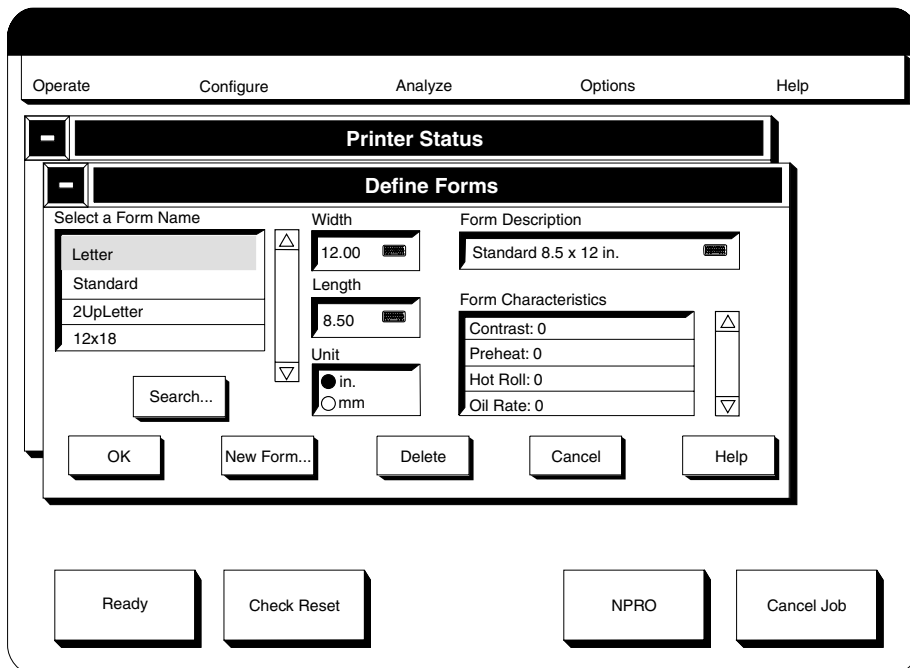 Operate Configure Analyze Options Help
Printer Status
Define Forms
Select a Form Name
Letter
Standard
2UpLetter
12x18
Search...
Width
12.00
Length
8.50
Unit
in.
mm
Form Description
Standard 8.5 x 12 in.
Form Characteristics
Contrast: 0
Preheat: 0
Hot Roll: 0
Oil Rate: 0
OK New Form... Delete Cancel Help
Ready Check Reset NPRO Cancel Job